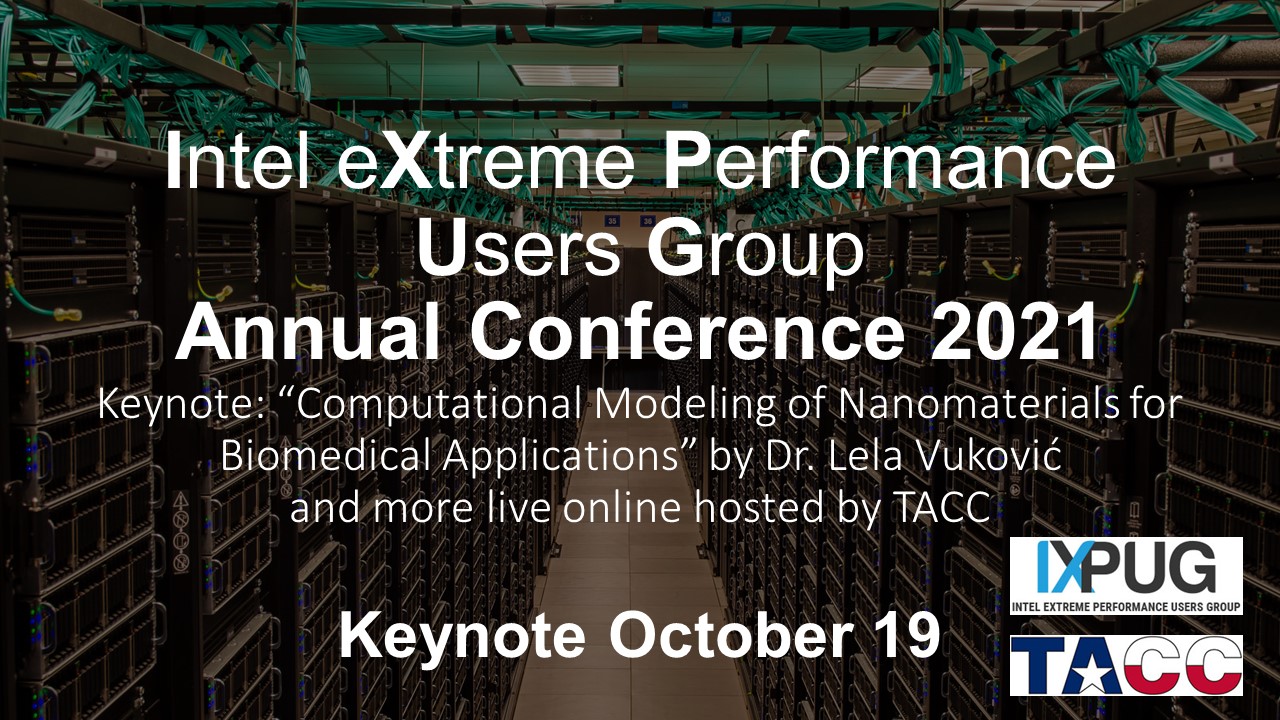 Intel eXtreme Performance
Users Group
Annual Conference 2021
Keynote: “Computational Modeling of Nanomaterials for
Biomedical Applications” by Dr. Lela Vuković
and more live online hosted by TACC
Keynote October 19
IXPUG
INTEL EXTREME PERFORMANCE USERS GROUP
TACC